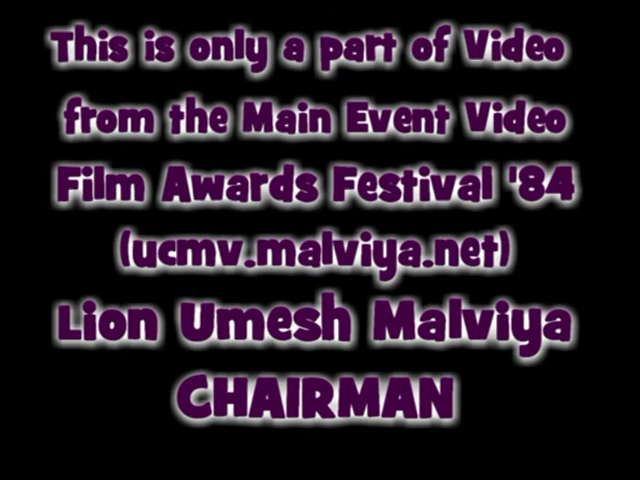 This is only a part of Video
from the Main Event Video
Film Awards Festival '84
(ucmv.malviya.net)
Lion Umesh Malviya
CHAIRMAN